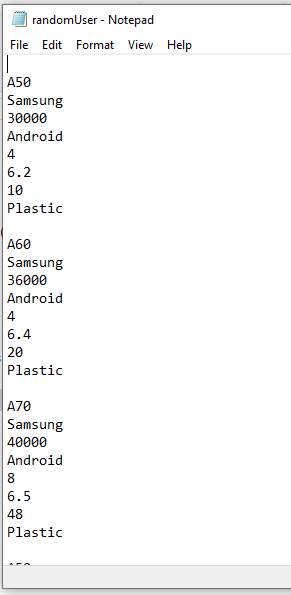 randomUser - Notepad
File Edit Format View Help
A50
Samsung
30000
Android
4
6.2
10
Plastic
A60
Samsung
36000
Android
4
6.4
20
Plastic
A70
Samsung
40000
Android
8
6.5
48
Plastic